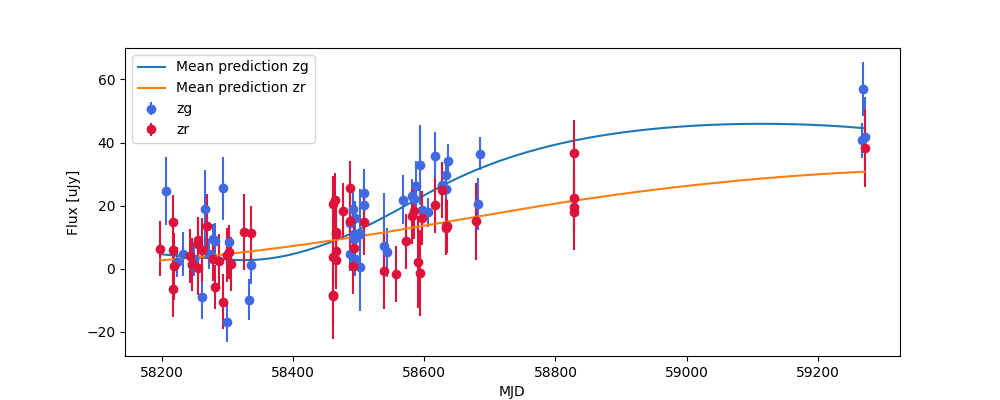 Mean prediction zg
Mean prediction zr
zg
zr
Flux [uJy]
60
40
20
0
−20
58200 58400 58600 58800 59000 59200
MJD